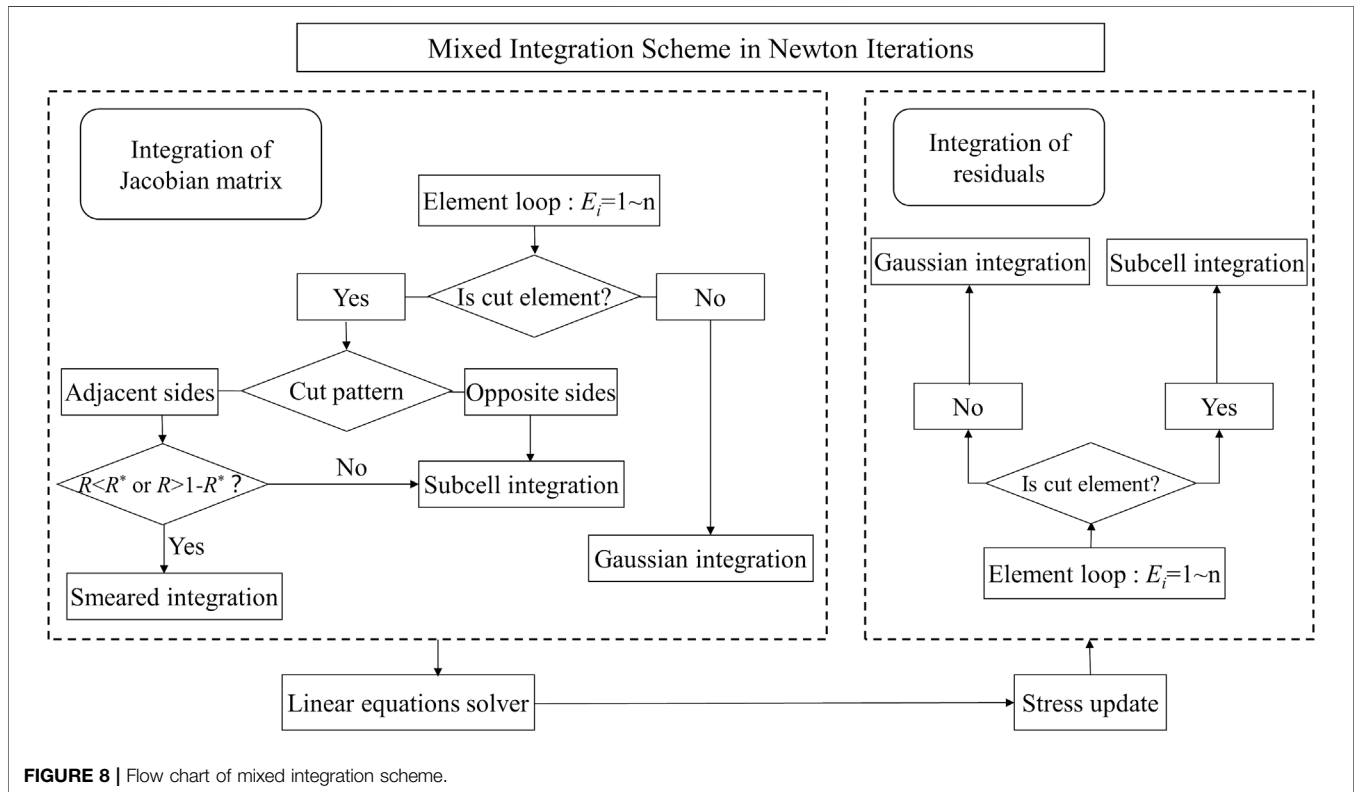 Mixed Integration Scheme in Newton Iterations
Integration of
Jacobian matrix
Element loop : Ei=1~n
Is cut element?
Yes
No
Cut pattern
Adjacent sides
Opposite sides
R<R* or R>1-R* ?
No
Subcell integration
Yes
Smeared integration
Gaussian integration
Integration of
residuals
Gaussian integration
Subcell integration
No
Yes
Is cut element?
Element loop : Ei=1~n
Linear equations solver
Stress update
FIGURE 8 | Flow chart of mixed integration scheme.